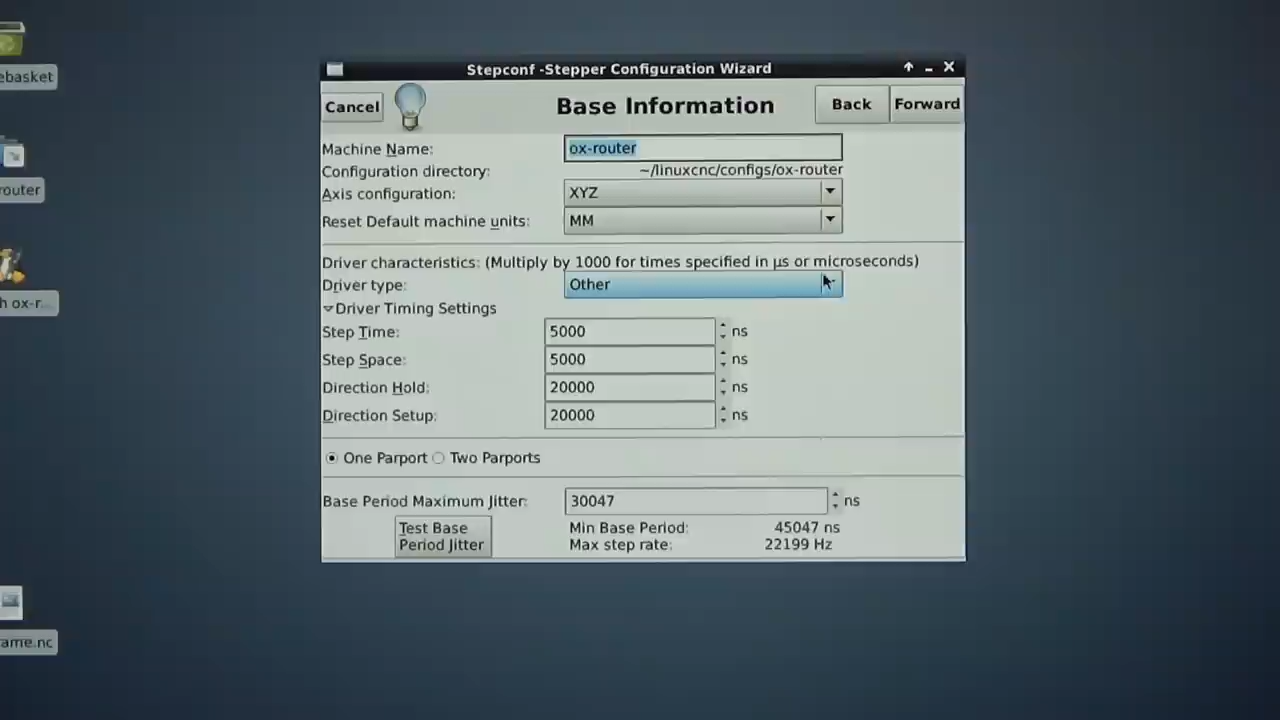 Stepconf -Stepper Configuration Wizard
Cancel
Base Information
Back
Forward
Machine Name:
ox-router
Configuration directory:
~/linuxcnc/configs/ox-router
Axis configuration:
XYZ
Reset Default machine units:
MM
Driver characteristics: (Multiply by 1000 for times specified in µs or microseconds)
Driver type:
Other
Driver Timing Settings
Step Time:
5000
ns
Step Space:
5000
ns
Direction Hold:
20000
ns
Direction Setup:
20000
ns
One Parport
Two Parports
Base Period Maximum Jitter:
30047
ns
Test Base
Period Jitter
Min Base Period:
45047 ns
Max step rate:
22199 Hz
ebasket
router
h ox-r...
ame.nc